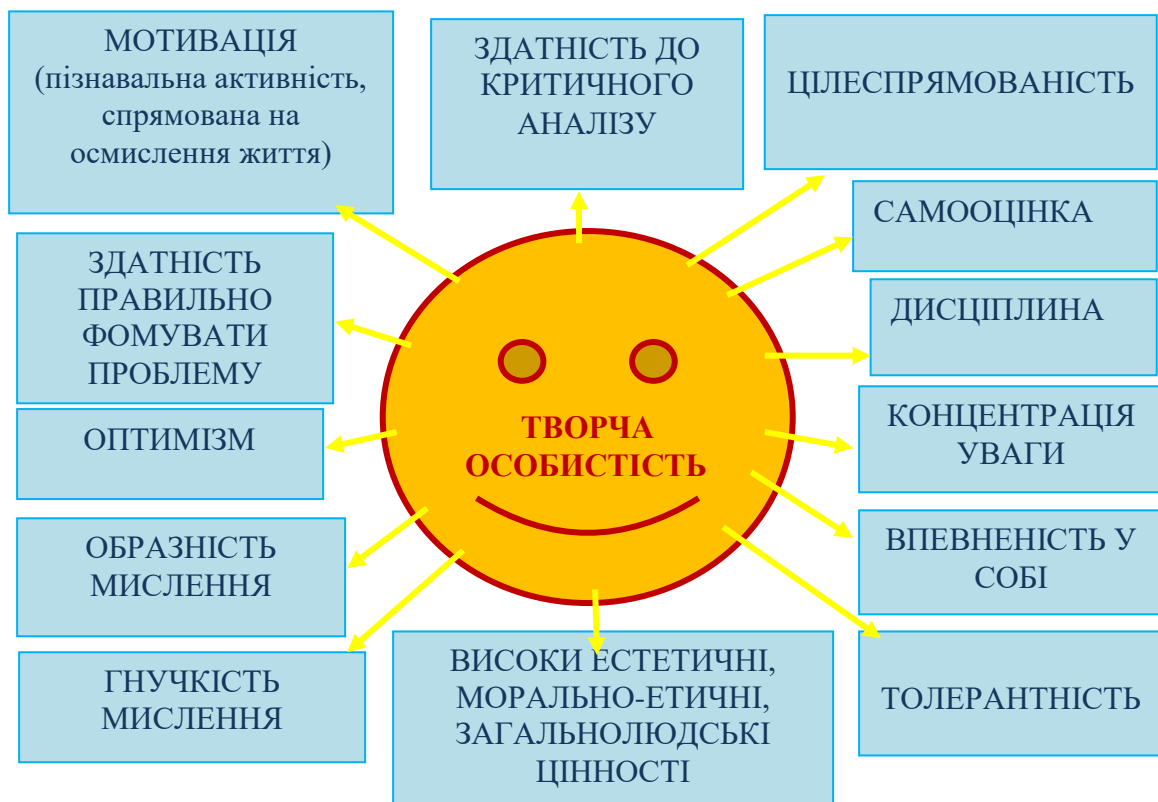 МОТИВАЦІЯ
(пізнавальна активність,
спрямована на
осмислення життя)
ЗДАТНІСТЬ ДО
КРИТИЧНОГО
АНАЛІЗУ
ЦІЛЕСПРЯМОВАНІСТЬ
САМООЦІНКА
ЗДАТНІСТЬ
ПРАВИЛЬНО
ФОМУВАТИ
ПРОБЛЕМУ
ДИСЦІПЛИНА
ТВОРЧА
ОСОБИСТІСТЬ
ОПТИМІЗМ
КОНЦЕНТРАЦІЯ
УВАГИ
ОБРАЗНІСТЬ
МИСЛЕННЯ
ВПЕВНЕНІСТЬ У
СОБІ
ГНУЧКІСТЬ
МИСЛЕННЯ
ВИСОКИ ЕСТЕТИЧНІ,
МОРАЛЬНО-ЕТИЧНІ,
ЗАГАЛЬНОЛЮДСЬКІ
ЦІННОСТІ
ТОЛЕРАНТНІСТЬ